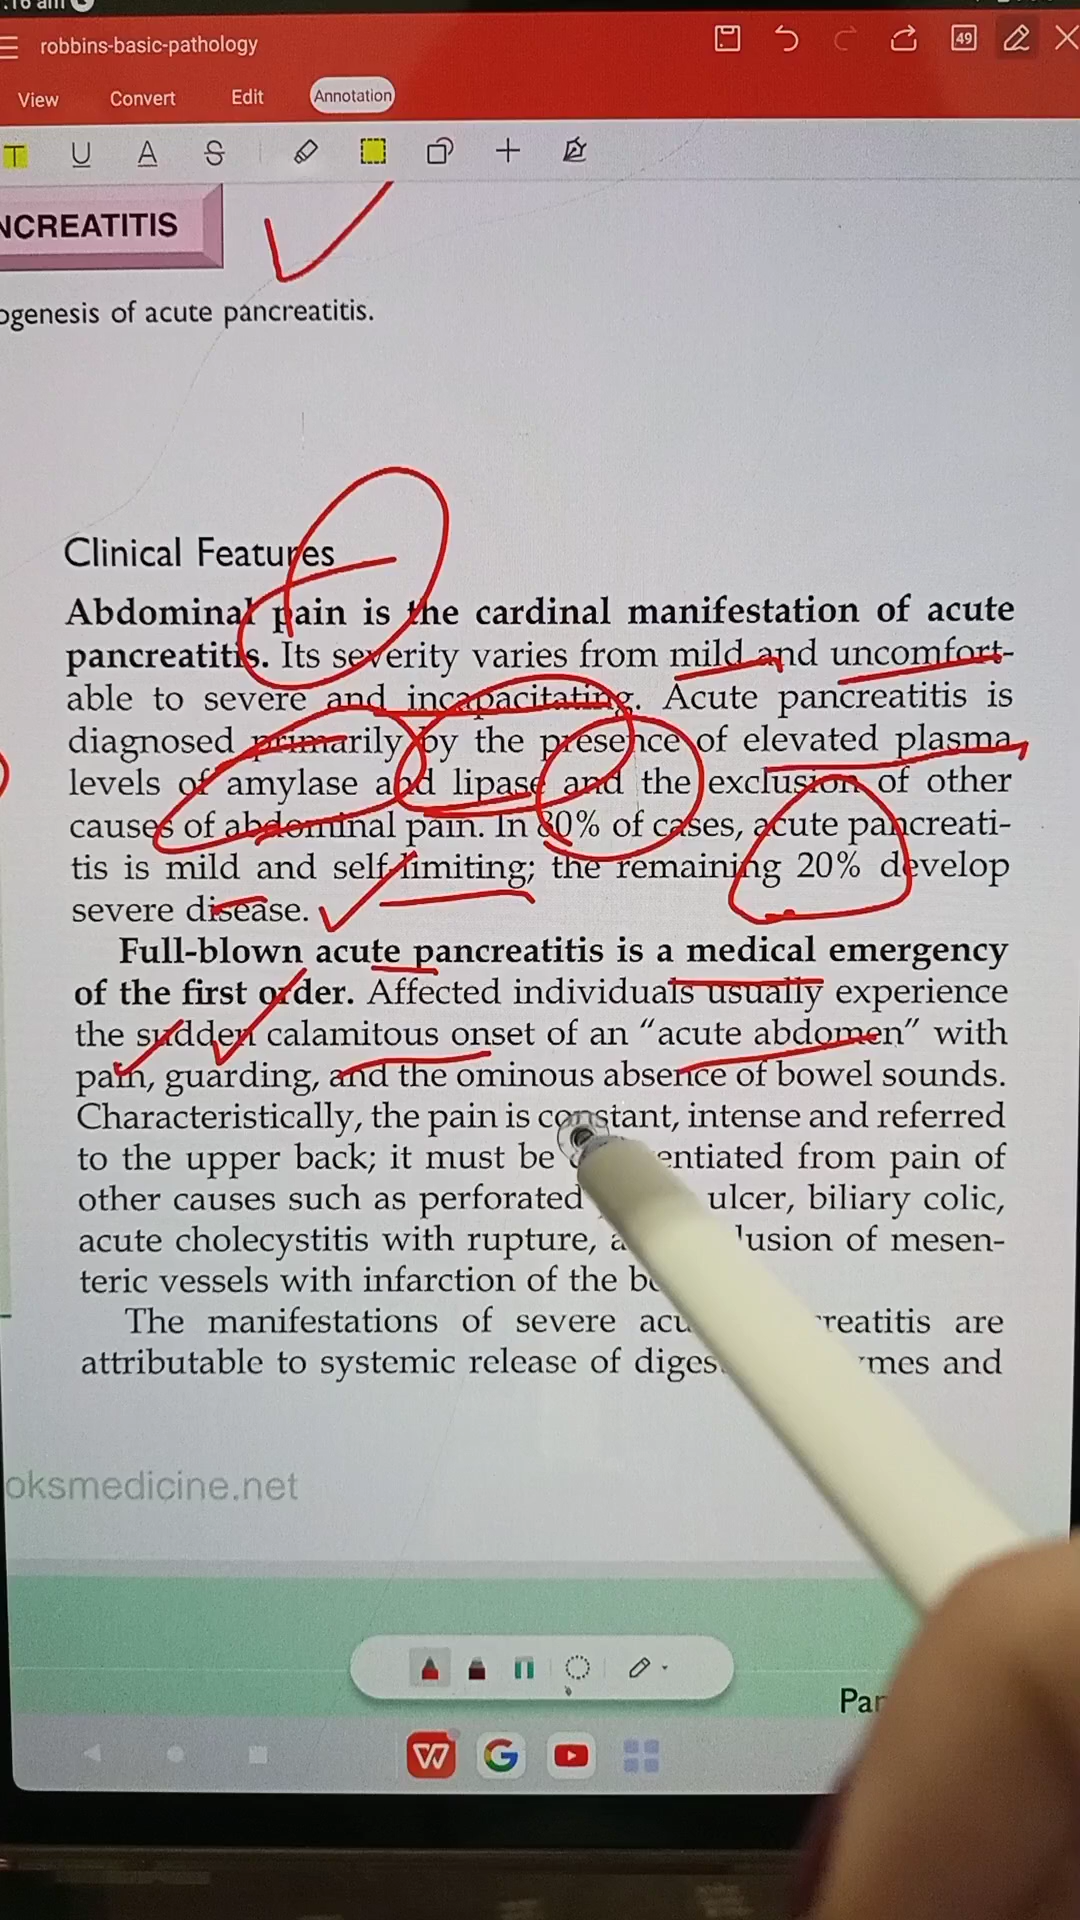 :16 am
robbins-basic-pathology
49
View Convert Edit Annotation
T U A S
NCREATITIS
ogenesis of acute pancreatitis.
Clinical Features
Abdominal pain is the cardinal manifestation of acute
pancreatitis. Its severity varies from mild and uncomfort-
able to severe and incapacitating. Acute pancreatitis is
diagnosed primarily by the presence of elevated plasma
levels of amylase and lipase and the exclusion of other
causes of abdominal pain. In 80% of cases, acute pancreati-
tis is mild and self-limiting; the remaining 20% develop
severe disease.
Full-blown acute pancreatitis is a medical emergency
of the first order. Affected individuals usually experience
the sudden calamitous onset of an “acute abdomen” with
pain, guarding, and the ominous absence of bowel sounds.
Characteristically, the pain is constant, intense and referred
to the upper back; it must be entiated from pain of
other causes such as perforated ulcer, biliary colic,
acute cholecystitis with rupture, lusion of mesen-
teric vessels with infarction of the
The manifestations of severe acu reatitis are
attributable to systemic release of diges mes and
oksmedicine.net
Par